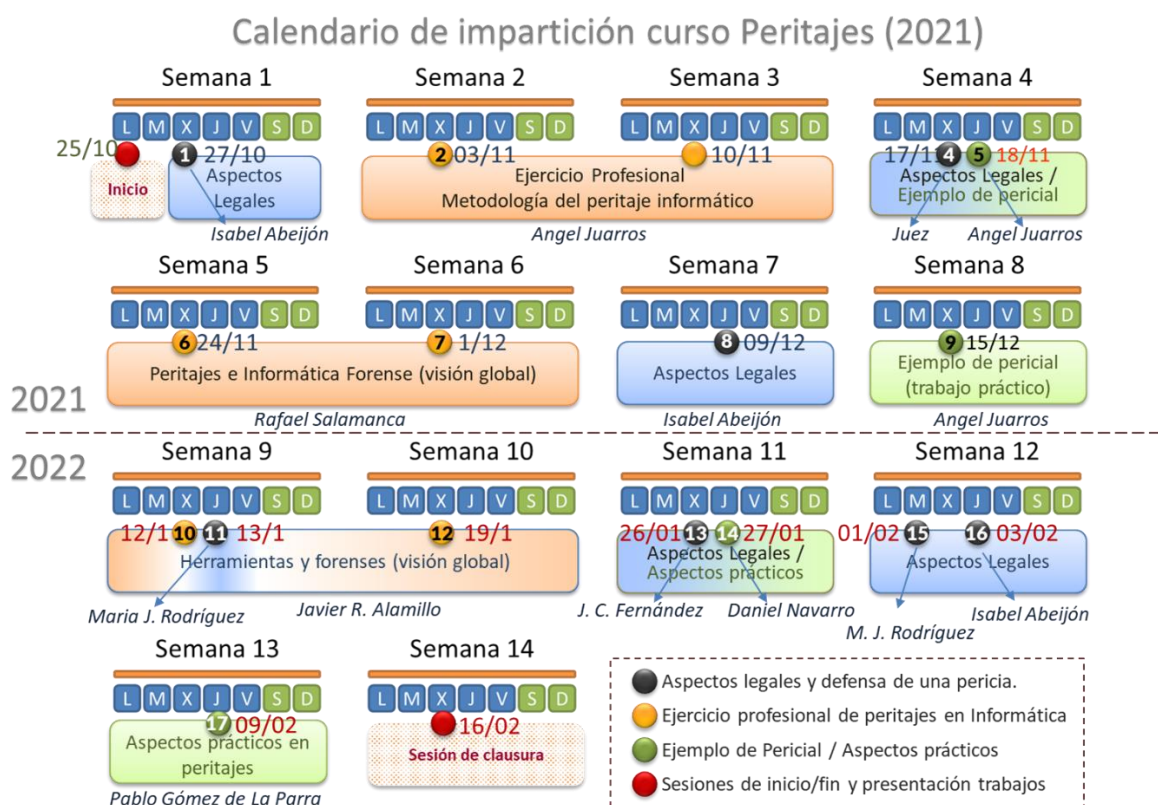 Calendario de impartición curso Peritajes (2021)
Semana 1
L M X J V S D
25/10
1 27/10
Inicio
Aspectos
Legales
Isabel Abeijón
Semana 2
L M X J V S D
2 03/11
Semana 3
L M X J V S D
10/11
Ejercicio Profesional
Metodología del peritaje informático
Angel Juarros
Semana 4
L M X J V S D
17/11 4 5 18/11
Aspectos Legales /
Ejemplo de pericial
Juez Angel Juarros
Semana 5
L M X J V S D
6 24/11
Semana 6
L M X J V S D
7 1/12
Peritajes e Informática Forense (visión global)
Rafael Salamanca
Semana 7
L M X J V S D
8 09/12
Aspectos Legales
Isabel Abeijón
Semana 8
L M X J V S D
9 15/12
Ejemplo de pericial
(trabajo práctico)
Angel Juarros
2021
2022
Semana 9
L M X J V S D
12/1 10 11 13/1
Semana 10
L M X J V S D
12 19/1
Herramientas y forenses (visión global)
Maria J. Rodríguez
Javier R. Alamillo
Semana 11
L M X J V S D
26/01 13 14 27/01
Aspectos Legales /
Aspectos prácticos
J. C. Fernández Daniel Navarro
Semana 12
L M X J V S D
01/02 15 16 03/02
Aspectos Legales
M. J. Rodríguez
Isabel Abeijón
Semana 13
L M X J V S D
17 09/02
Aspectos prácticos en
peritajes
Pablo Gómez de La Parra
Semana 14
L M X J V S D
16/02
Sesión de clausura
Aspectos legales y defensa de una pericia.
Ejercicio profesional de peritajes en Informática
Ejemplo de Pericial / Aspectos prácticos
Sesiones de inicio/fin y presentación trabajos